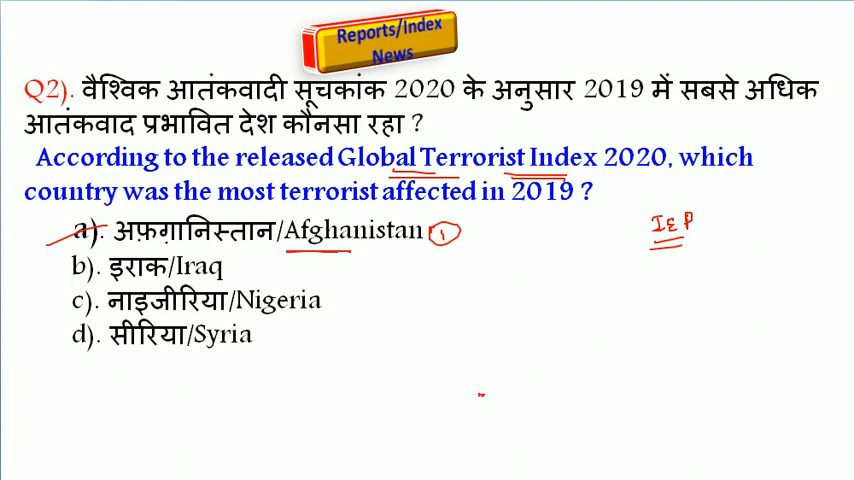 Reports/Index
News
Q2). वैश्विक आतंकवादी सूचकांक 2020 के अनुसार 2019 में सबसे अधिक
आतंकवाद प्रभावित देश कौनसा रहा ?
According to the released Global Terrorist Index 2020, which
country was the most terrorist affected in 2019 ?
a). अफ़ग़ानिस्तान/Afghanistan 1
IEP
b). इराक/Iraq
c). नाइजीरिया/Nigeria
d). सीरिया/Syria